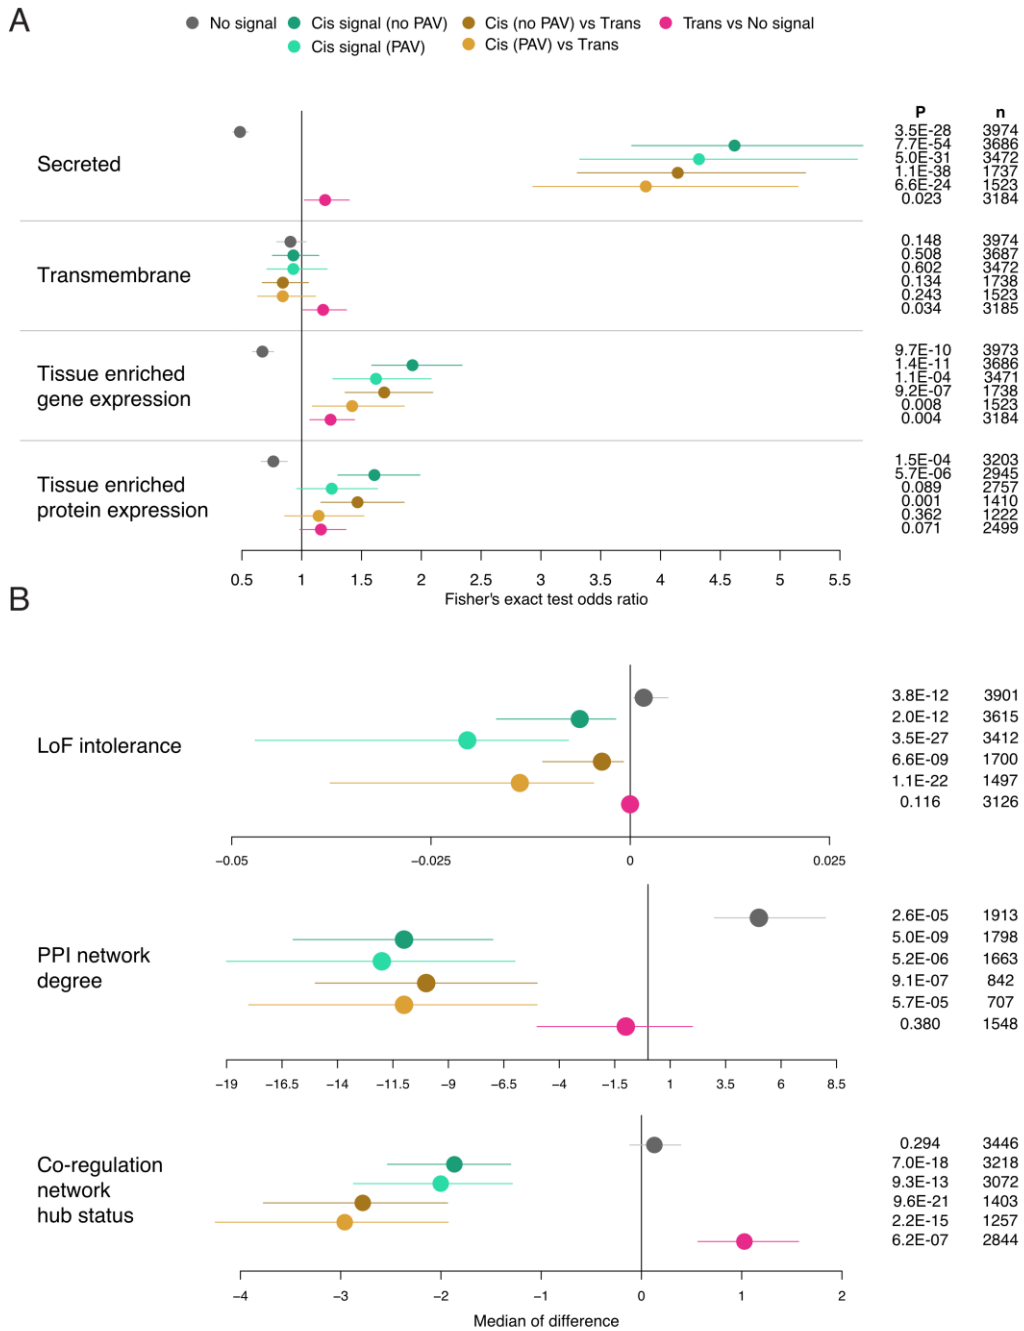 A
No signal
Cis signal (no PAV)
Cis (no PAV) vs Trans
Trans vs No signal
Cis signal (PAV)
Cis (PAV) vs Trans
P n
Secreted
3.5E-28 3974
7.7E-54 3686
5.0E-31 3472
1.1E-38 1737
6.6E-24 1523
0.023 3184
Transmembrane
0.148 3974
0.508 3687
0.602 3472
0.134 1738
0.243 1523
0.034 3185
Tissue enriched
gene expression
9.7E-10 3973
1.4E-11 3686
1.1E-04 3471
9.2E-07 1738
0.008 1523
0.004 3184
Tissue enriched
protein expression
1.5E-04 3203
5.7E-06 2945
0.089 2757
0.001 1410
0.362 1222
0.071 2499
0.5 1 1.5 2 2.5 3 3.5 4 4.5 5 5.5
Fisher's exact test odds ratio
B
LoF intolerance
3.8E-12 3901
2.0E-12 3615
3.5E-27 3412
6.6E-09 1700
1.1E-22 1497
0.116 3126
−0.05 −0.025 0 0.025
PPI network
degree
2.6E-05 1913
5.0E-09 1798
5.2E-06 1663
9.1E-07 842
5.7E-05 707
0.380 1548
−19 −16.5 −14 −11.5 −9 −6.5 −4 −1.5 1 3.5 6 8.5
Co-regulation
network
hub status
0.294 3446
7.0E-18 3218
9.3E-13 3072
9.6E-21 1403
2.2E-15 1257
6.2E-07 2844
−4 −3 −2 −1 0 1 2
Median of difference